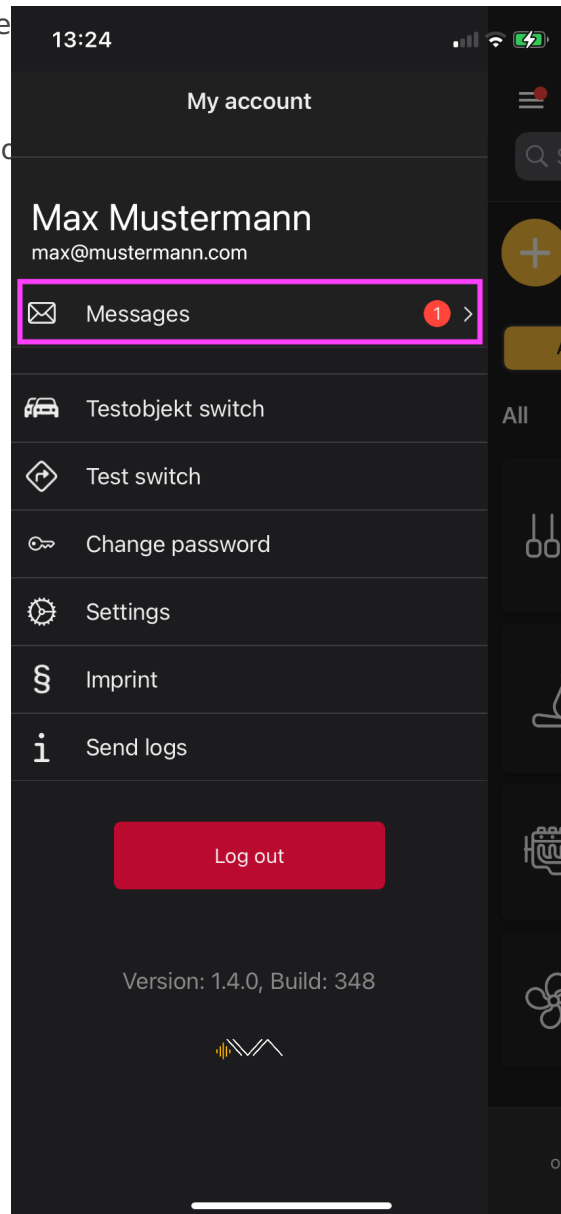 13:24
My account
Max Mustermann
max@mustermann.com
Messages
1
Testobjekt switch
All
Test switch
Change password
Settings
§ Imprint
i Send logs
Log out
Version: 1.4.0, Build: 348